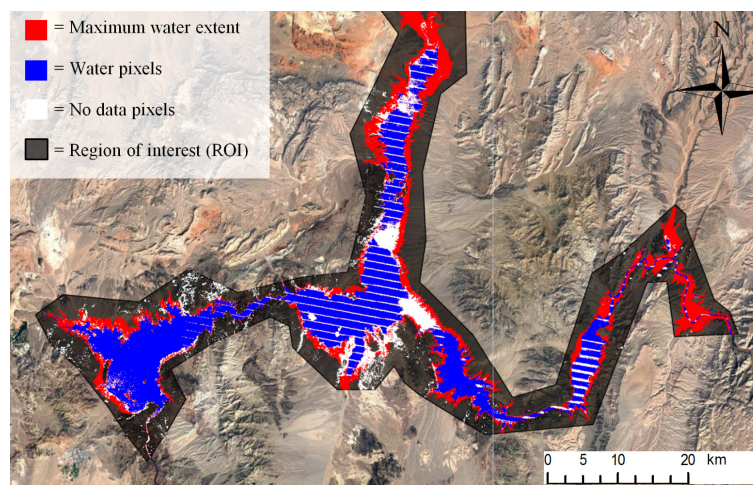 = Maximum water extent
= Water pixels
= No data pixels
= Region of interest (ROI)
N
0 5 10 20 km